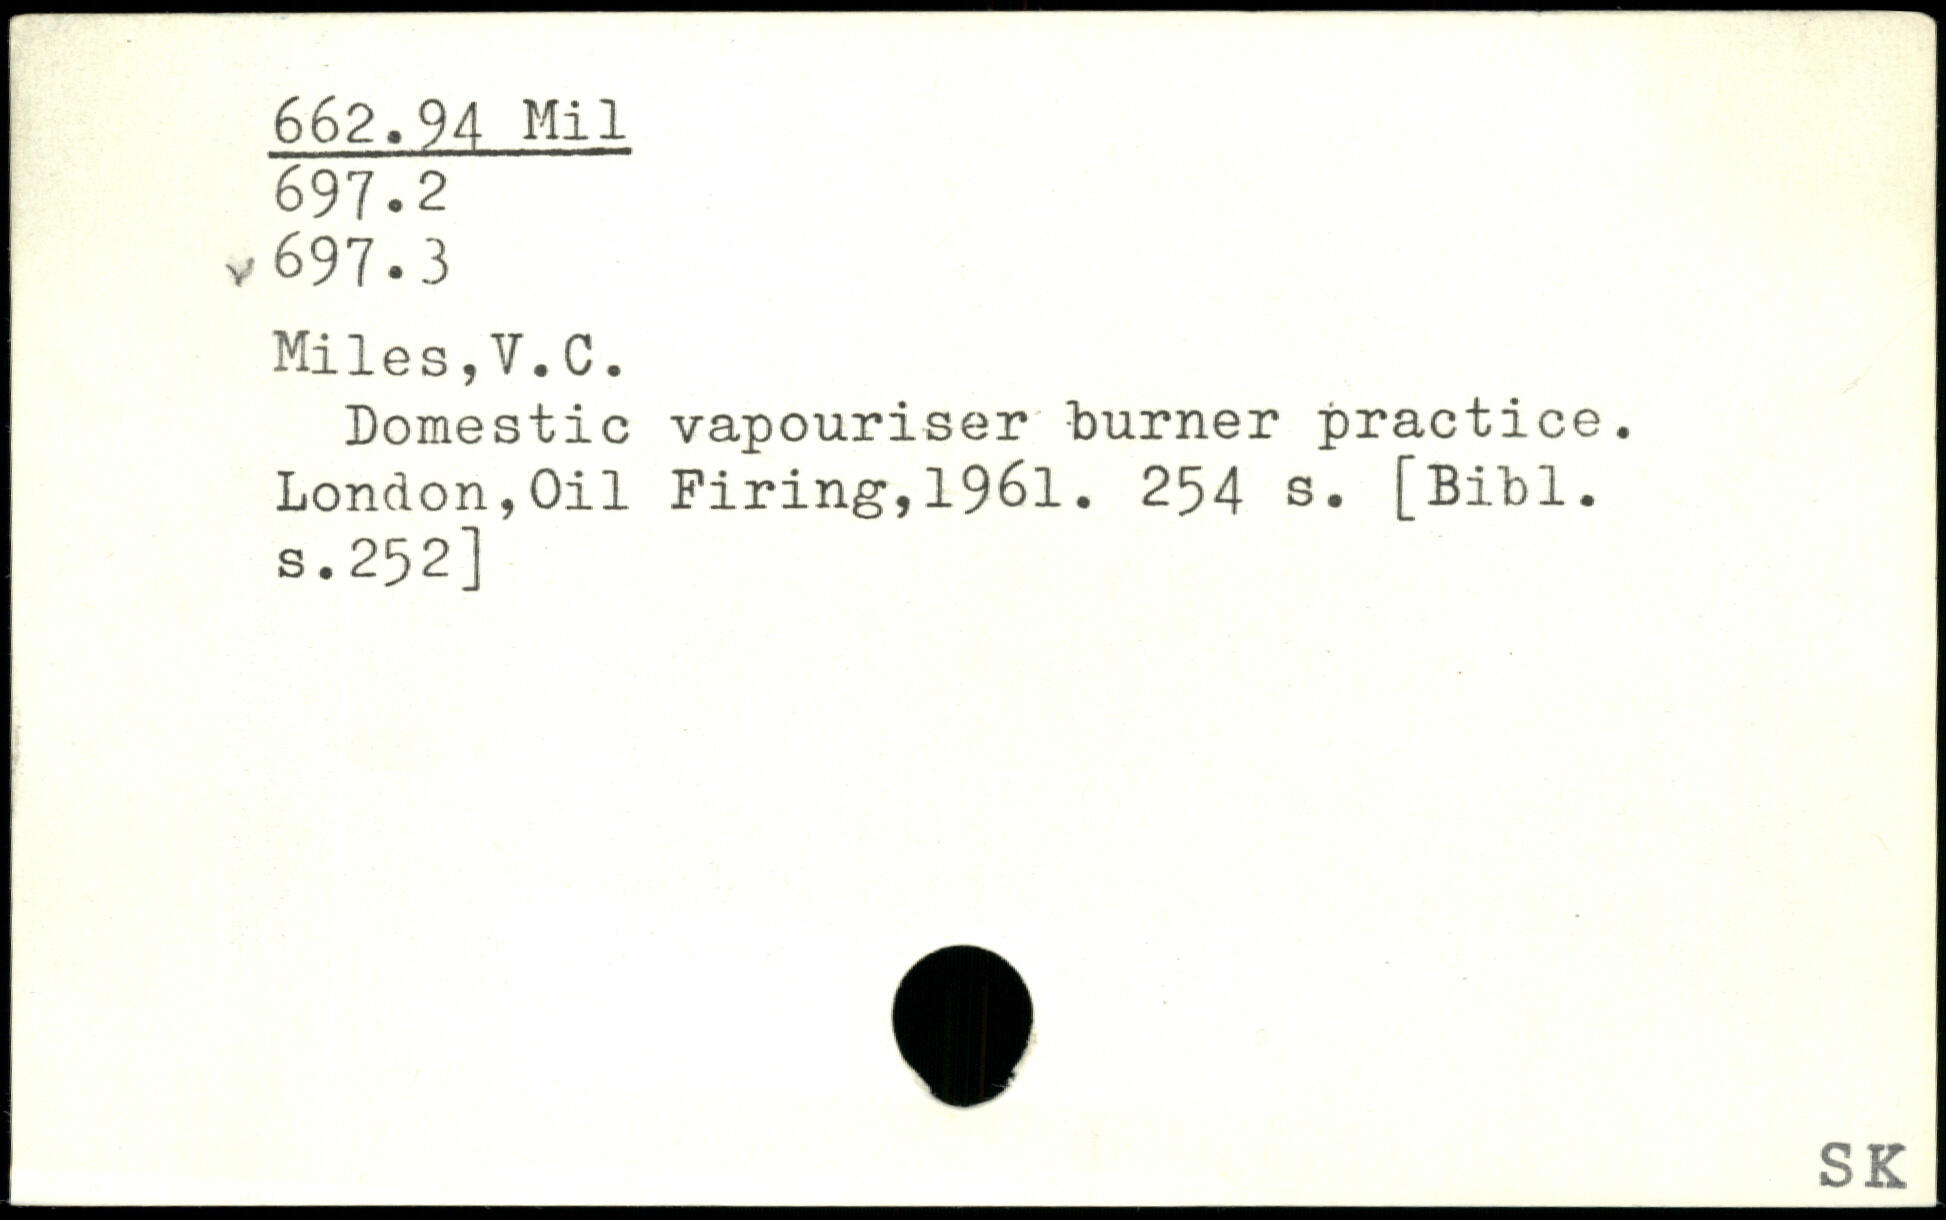 662.94 Mil
697.2
v 697.3
Miles,V.C.
Domestic vapouriser burner practice.
London,Oil Firing,1961. 254 s. [Bibl.
s.252]
SK